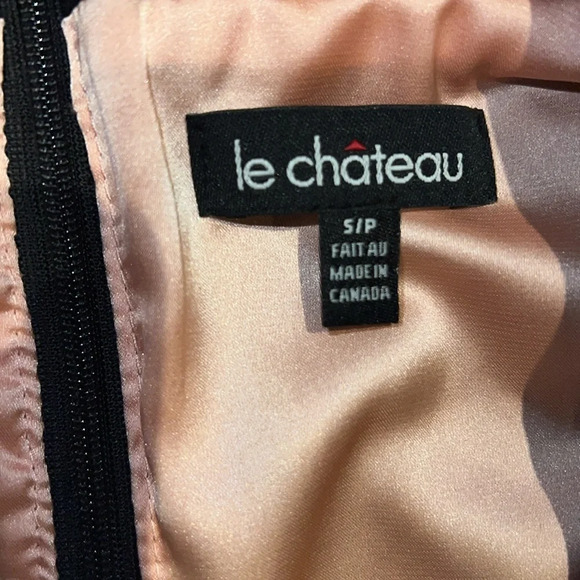 le château
S/P
FAIT AU
MADE IN
CANADA